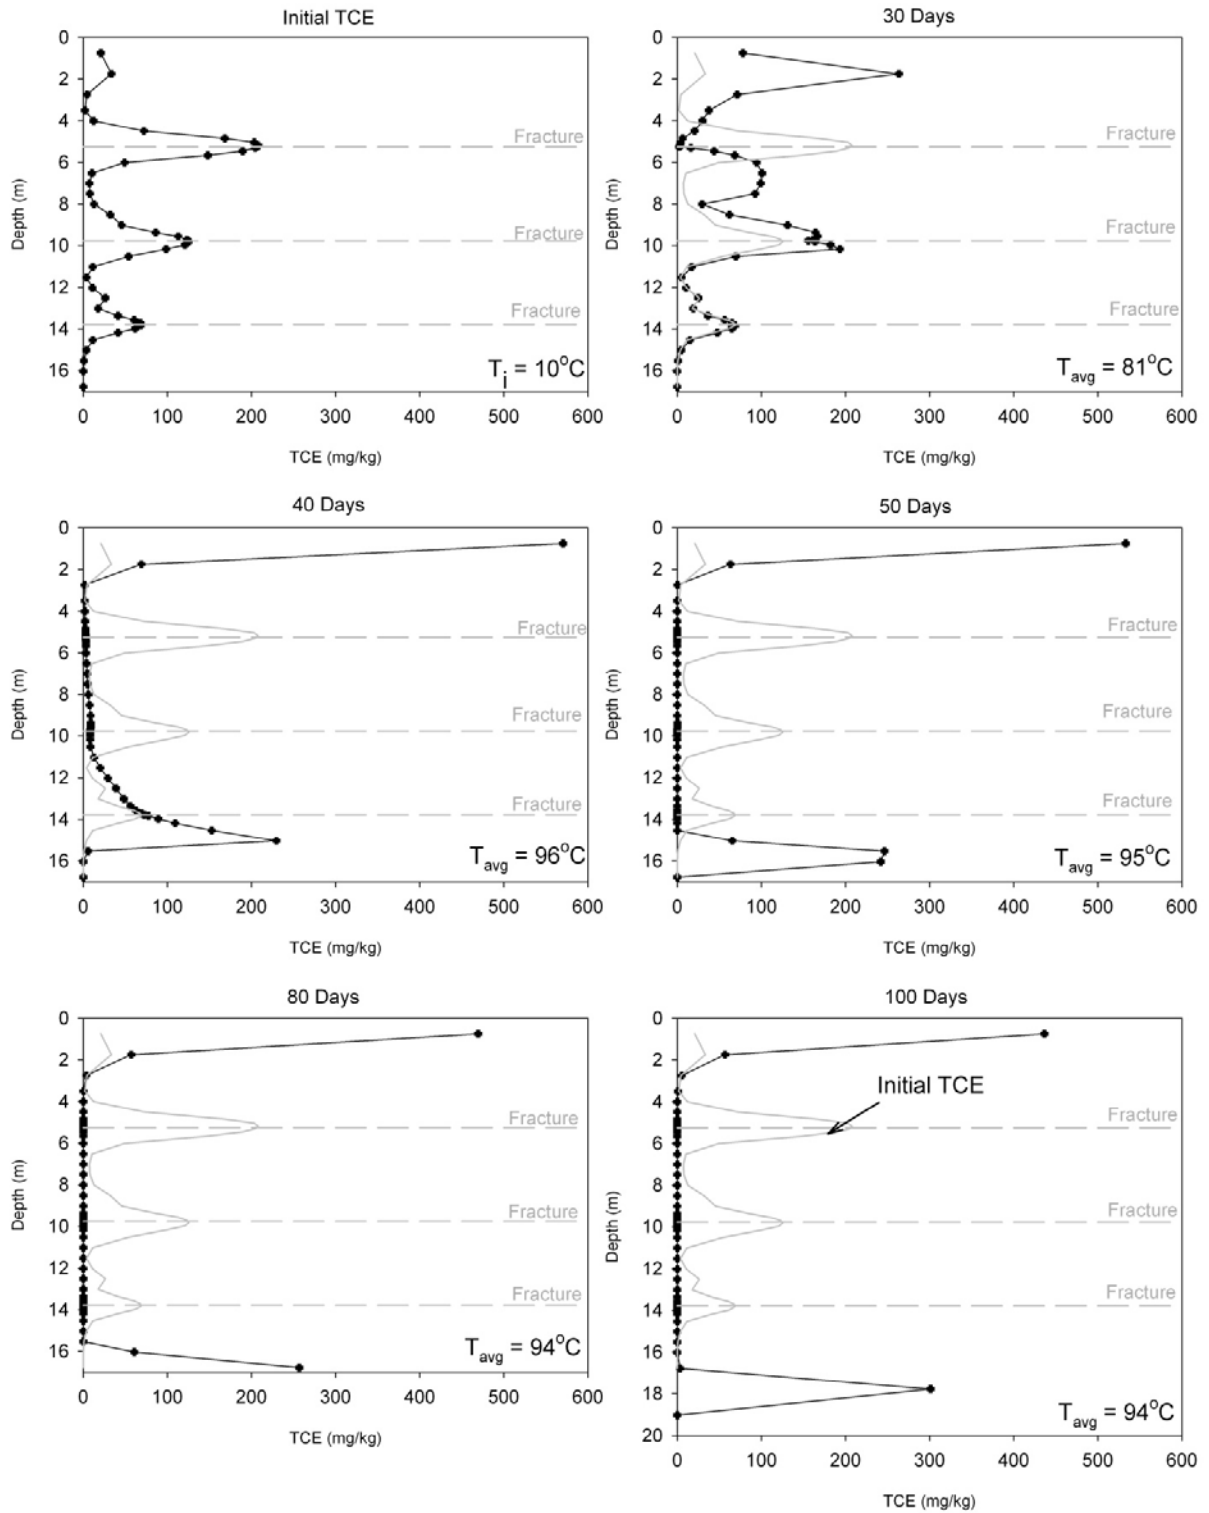 Initial TCE
0
2
4
6
8
10
12
14
16
Depth (m)
Fracture
Fracture
Fracture
Ti = 10°C
0 100 200 300 400 500 600
TCE (mg/kg)
30 Days
0
2
4
6
8
10
12
14
16
Depth (m)
Fracture
Fracture
Fracture
Tavg = 81°C
0 100 200 300 400 500 600
TCE (mg/kg)
40 Days
0
2
4
6
8
10
12
14
16
Depth (m)
Fracture
Fracture
Fracture
Tavg = 96°C
0 100 200 300 400 500 600
TCE (mg/kg)
50 Days
0
2
4
6
8
10
12
14
16
Depth (m)
Fracture
Fracture
Fracture
Tavg = 95°C
0 100 200 300 400 500 600
TCE (mg/kg)
80 Days
0
2
4
6
8
10
12
14
16
Depth (m)
Fracture
Fracture
Fracture
Tavg = 94°C
0 100 200 300 400 500 600
TCE (mg/kg)
100 Days
0
2
4
6
8
10
12
14
16
18
20
Depth (m)
Initial TCE
Fracture
Fracture
Fracture
Tavg = 94°C
0 100 200 300 400 500 600
TCE (mg/kg)